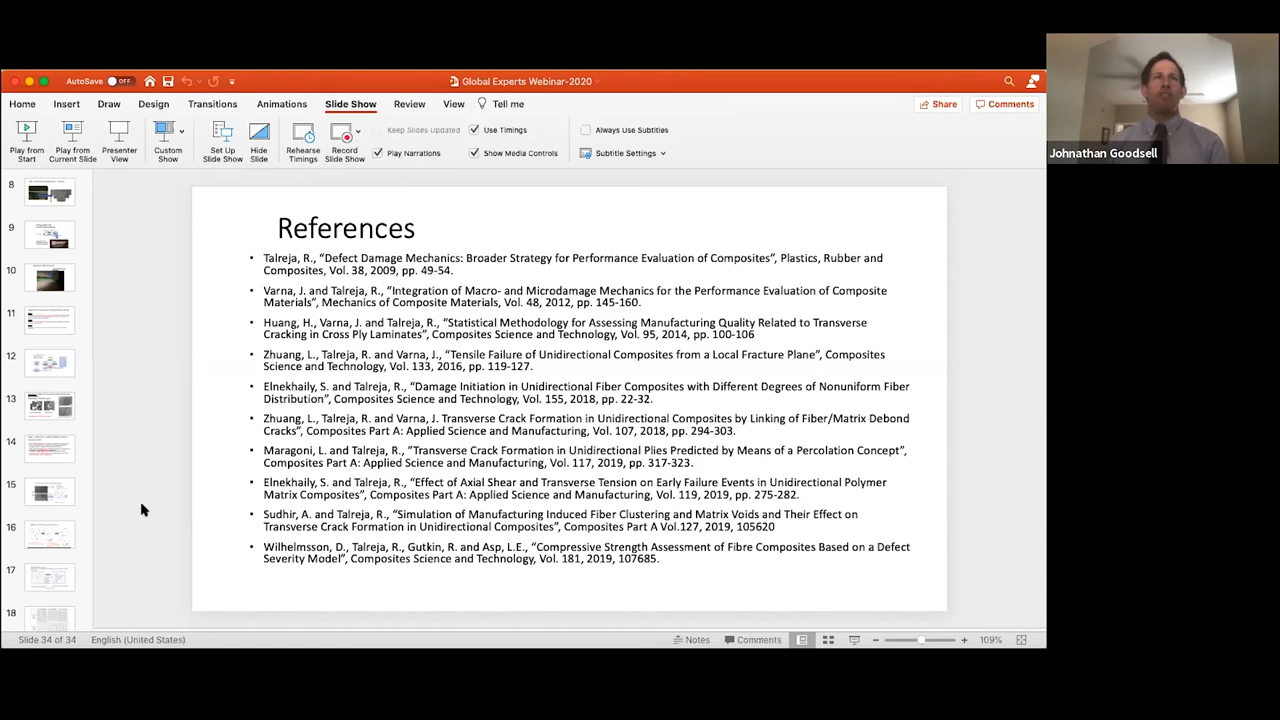 AutoSave OFF
Global Experts Webinar-2020
Home Insert Draw Design Transitions Animations Slide Show Review View Tell me
Share Comments
Play from Start
Play from Current Slide
Presenter View
Custom Show
Set Up Slide Show
Hide Slide
Rehearse Timings
Record Slide Show
Keep Slides Updated
Use Timings
Always Use Subtitles
Play Narrations
Show Media Controls
Subtitle Settings
Johnathan Goodsell
8
9
10
11
12
13
14
15
16
17
18
References
• Talreja, R., “Defect Damage Mechanics: Broader Strategy for Performance Evaluation of Composites”, Plastics, Rubber and
Composites, Vol. 38, 2009, pp. 49-54.
• Varna, J. and Talreja, R., “Integration of Macro- and Microdamage Mechanics for the Performance Evaluation of Composite
Materials”, Mechanics of Composite Materials, Vol. 48, 2012, pp. 145-160.
• Huang, H., Varna, J. and Talreja, R., “Statistical Methodology for Assessing Manufacturing Quality Related to Transverse
Cracking in Cross Ply Laminates”, Composites Science and Technology, Vol. 95, 2014, pp. 100-106
• Zhuang, L., Talreja, R. and Varna, J., “Tensile Failure of Unidirectional Composites from a Local Fracture Plane”, Composites
Science and Technology, Vol. 133, 2016, pp. 119-127.
• Elnekhaily, S. and Talreja, R., “Damage Initiation in Unidirectional Fiber Composites with Different Degrees of Nonuniform Fiber
Distribution”, Composites Science and Technology, Vol. 155, 2018, pp. 22-32.
• Zhuang, L., Talreja, R. and Varna, J. Transverse Crack Formation in Unidirectional Composites by Linking of Fiber/Matrix Debond
Cracks”, Composites Part A: Applied Science and Manufacturing, Vol. 107, 2018, pp. 294-303.
• Maragoni, L. and Talreja, R., “Transverse Crack Formation in Unidirectional Plies Predicted by Means of a Percolation Concept”,
Composites Part A: Applied Science and Manufacturing, Vol. 117, 2019, pp. 317-323.
• Elnekhaily, S. and Talreja, R., “Effect of Axial Shear and Transverse Tension on Early Failure Events in Unidirectional Polymer
Matrix Composites”, Composites Part A: Applied Science and Manufacturing, Vol. 119, 2019, pp. 275-282.
• Sudhir, A. and Talreja, R., “Simulation of Manufacturing Induced Fiber Clustering and Matrix Voids and Their Effect on
Transverse Crack Formation in Unidirectional Composites”, Composites Part A Vol.127, 2019, 105620
• Wilhelmsson, D., Talreja, R., Gutkin, R. and Asp, L.E., “Compressive Strength Assessment of Fibre Composites Based on a Defect
Severity Model”, Composites Science and Technology, Vol. 181, 2019, 107685.
Slide 34 of 34 English (United States)
Notes Comments 109%